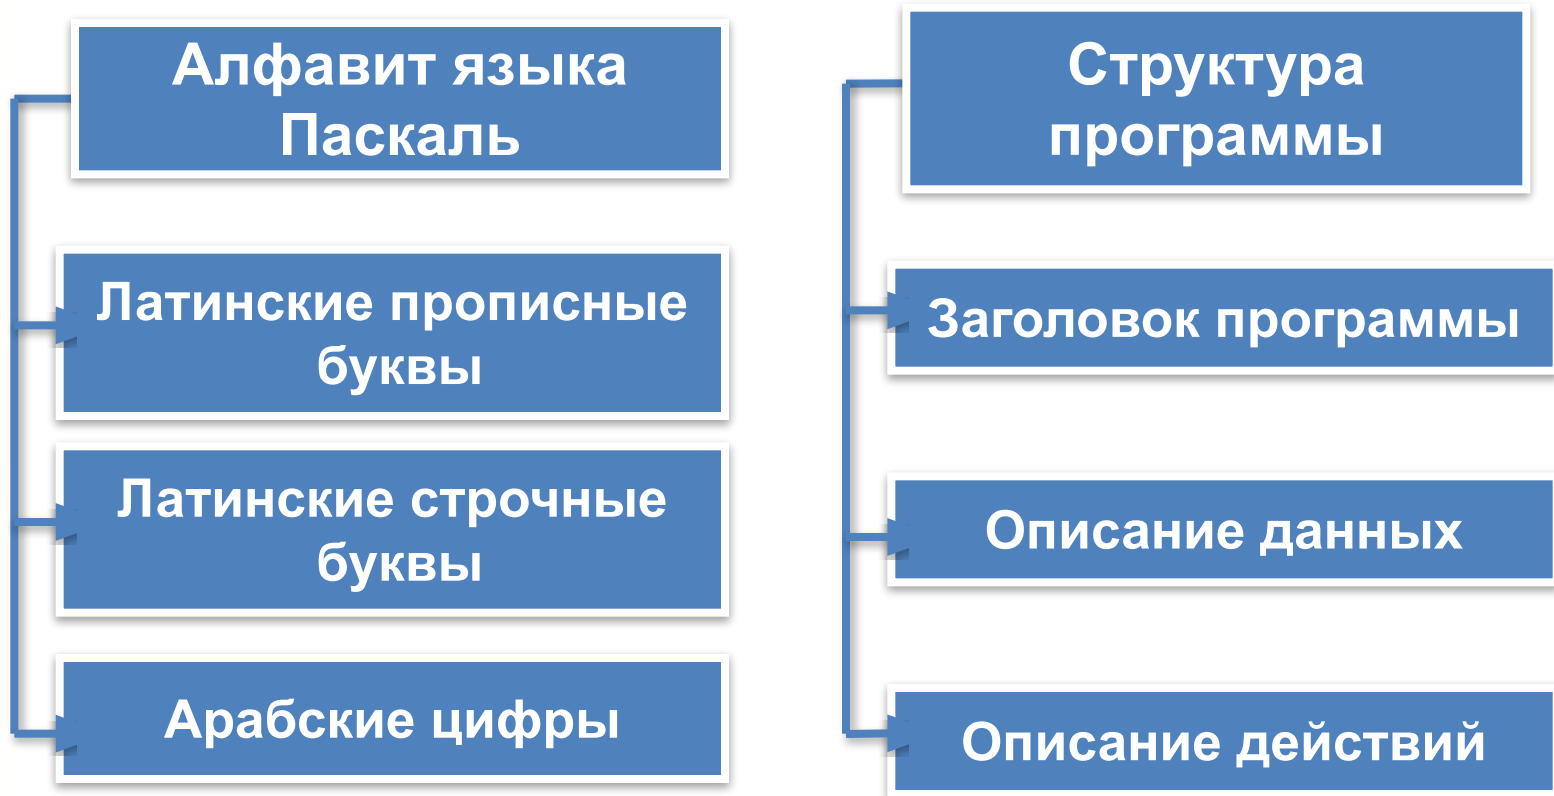 Алфавит языка
Паскаль
Латинские прописные
буквы
Латинские строчные
буквы
Арабские цифры
Структура
программы
Заголовок программы
Описание данных
Описание действий